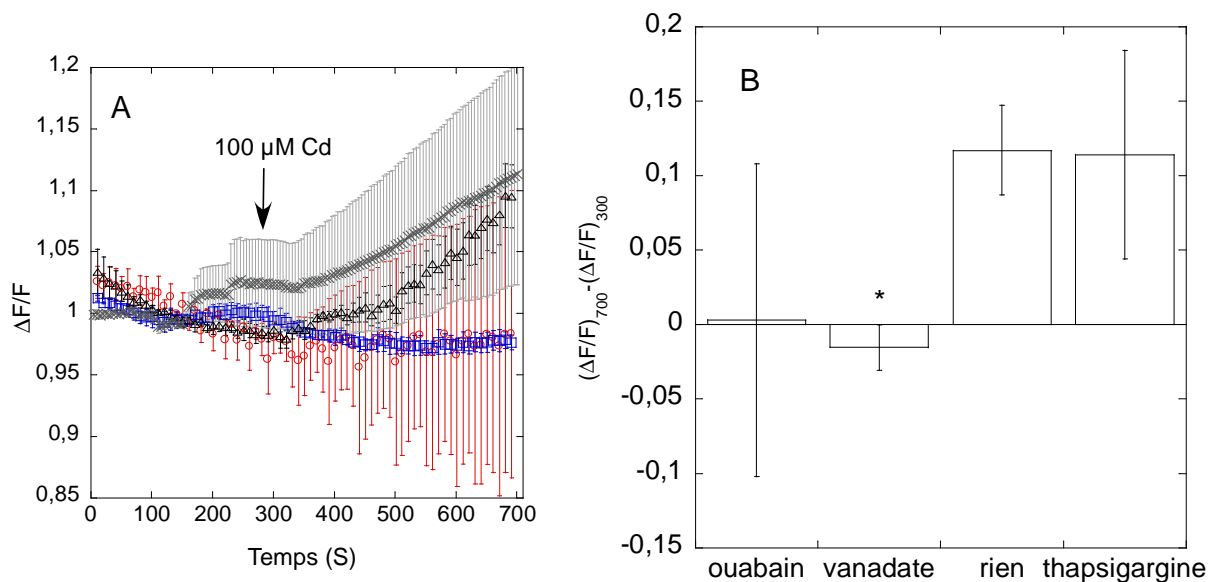 A
1,2
1,15
1,1
1,05
1
0,95
0,9
0,85
ΔF/F
100 µM Cd
0 100 200 300 400 500 600 700
Temps (S)
B
0,2
0,15
0,1
0,05
0
-0,05
-0,1
-0,15
(ΔF/F)700-(ΔF/F)300
*
ouabain vanadate rien thapsigargine